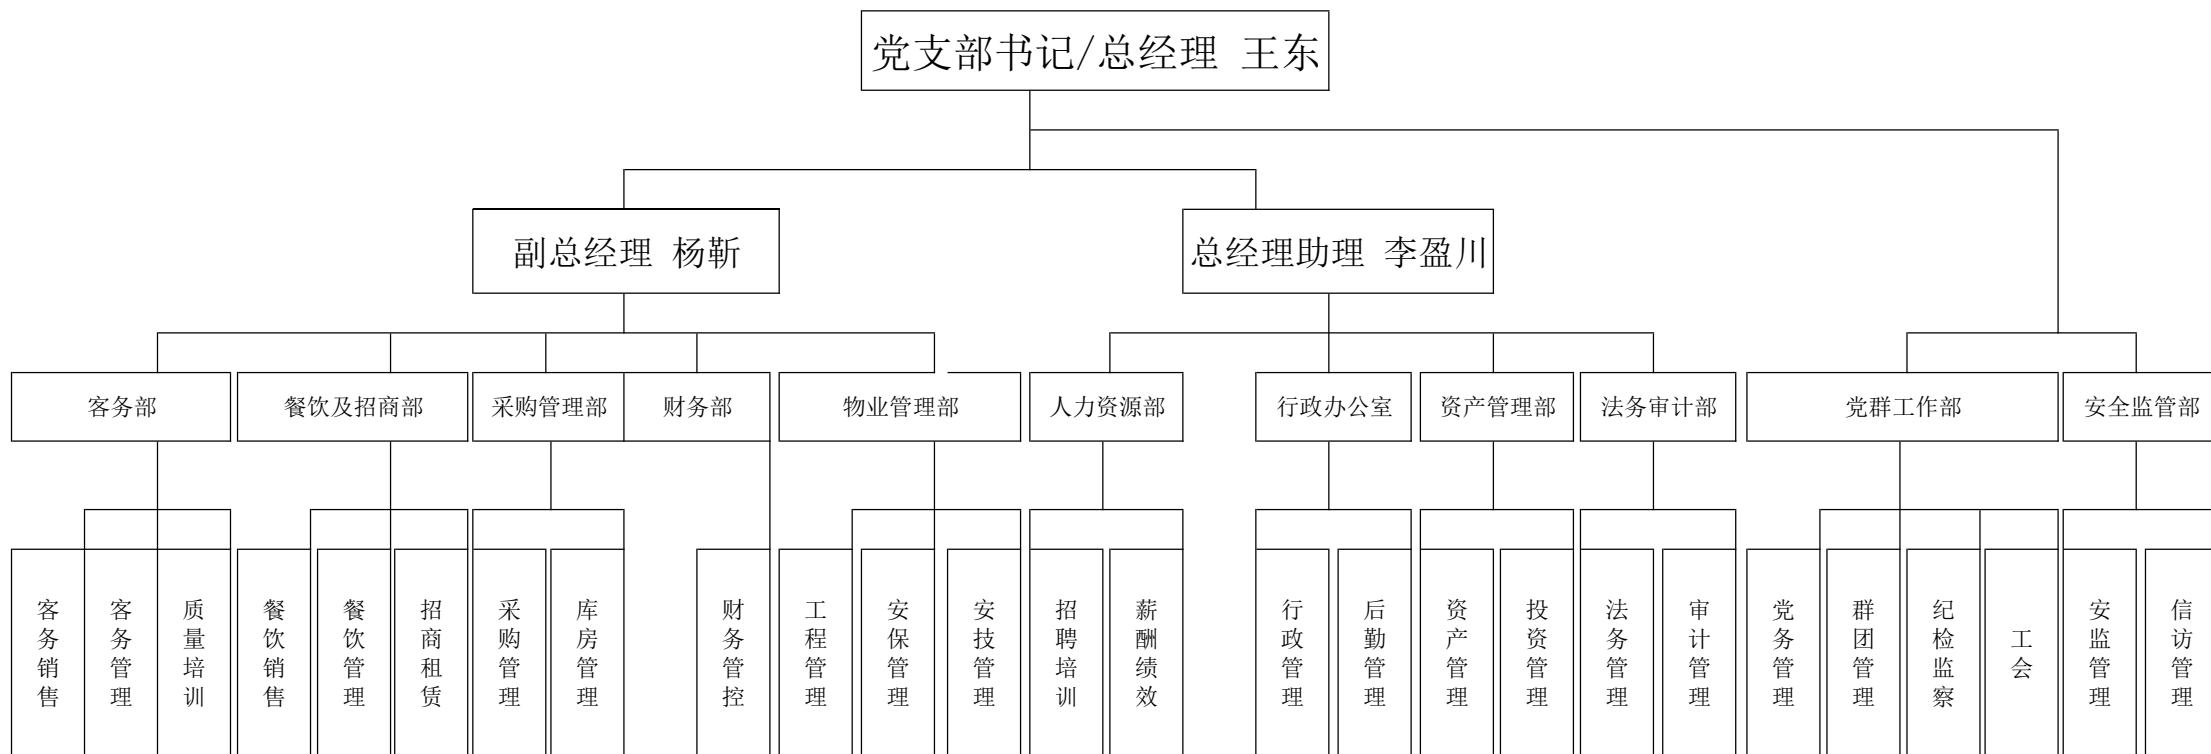 党支部书记/总经理 王东
副总经理 杨靳
总经理助理 李盈川
客务部
餐饮及招商部
采购管理部
财务部
物业管理部
人力资源部
行政办公室
资产管理部
法务审计部
党群工作部
安全监管部
客务销售
客务管理
质量培训
餐饮销售
餐饮管理
招商租赁
采购管理
库房管理
财务管控
工程管理
安保管理
安技管理
招聘培训
薪酬绩效
行政管理
后勤管理
资产管理
投资管理
法务管理
审计管理
党务管理
群团管理
纪检监察
工会
安监管理
信访管理